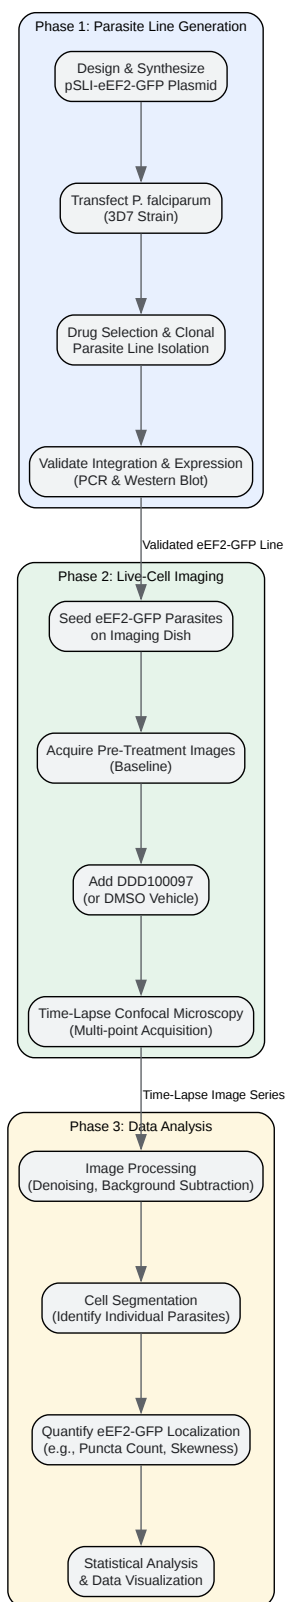 Phase 1: Parasite Line Generation
Design & Synthesize
pSLI-eEF2-GFP Plasmid
Transfect P. falciparum
(3D7 Strain)
Drug Selection & Clonal
Parasite Line Isolation
Validate Integration & Expression
(PCR & Western Blot)
Validated eEF2-GFP Line
Phase 2: Live-Cell Imaging
Seed eEF2-GFP Parasites
on Imaging Dish
Acquire Pre-Treatment Images
(Baseline)
Add DDD100097
(or DMSO Vehicle)
Time-Lapse Confocal Microscopy
(Multi-point Acquisition)
Time-Lapse Image Series
Phase 3: Data Analysis
Image Processing
(Denoising, Background Subtraction)
Cell Segmentation
(Identify Individual Parasites)
Quantify eEF2-GFP Localization
(e.g., Puncta Count, Skewness)
Statistical Analysis
& Data Visualization